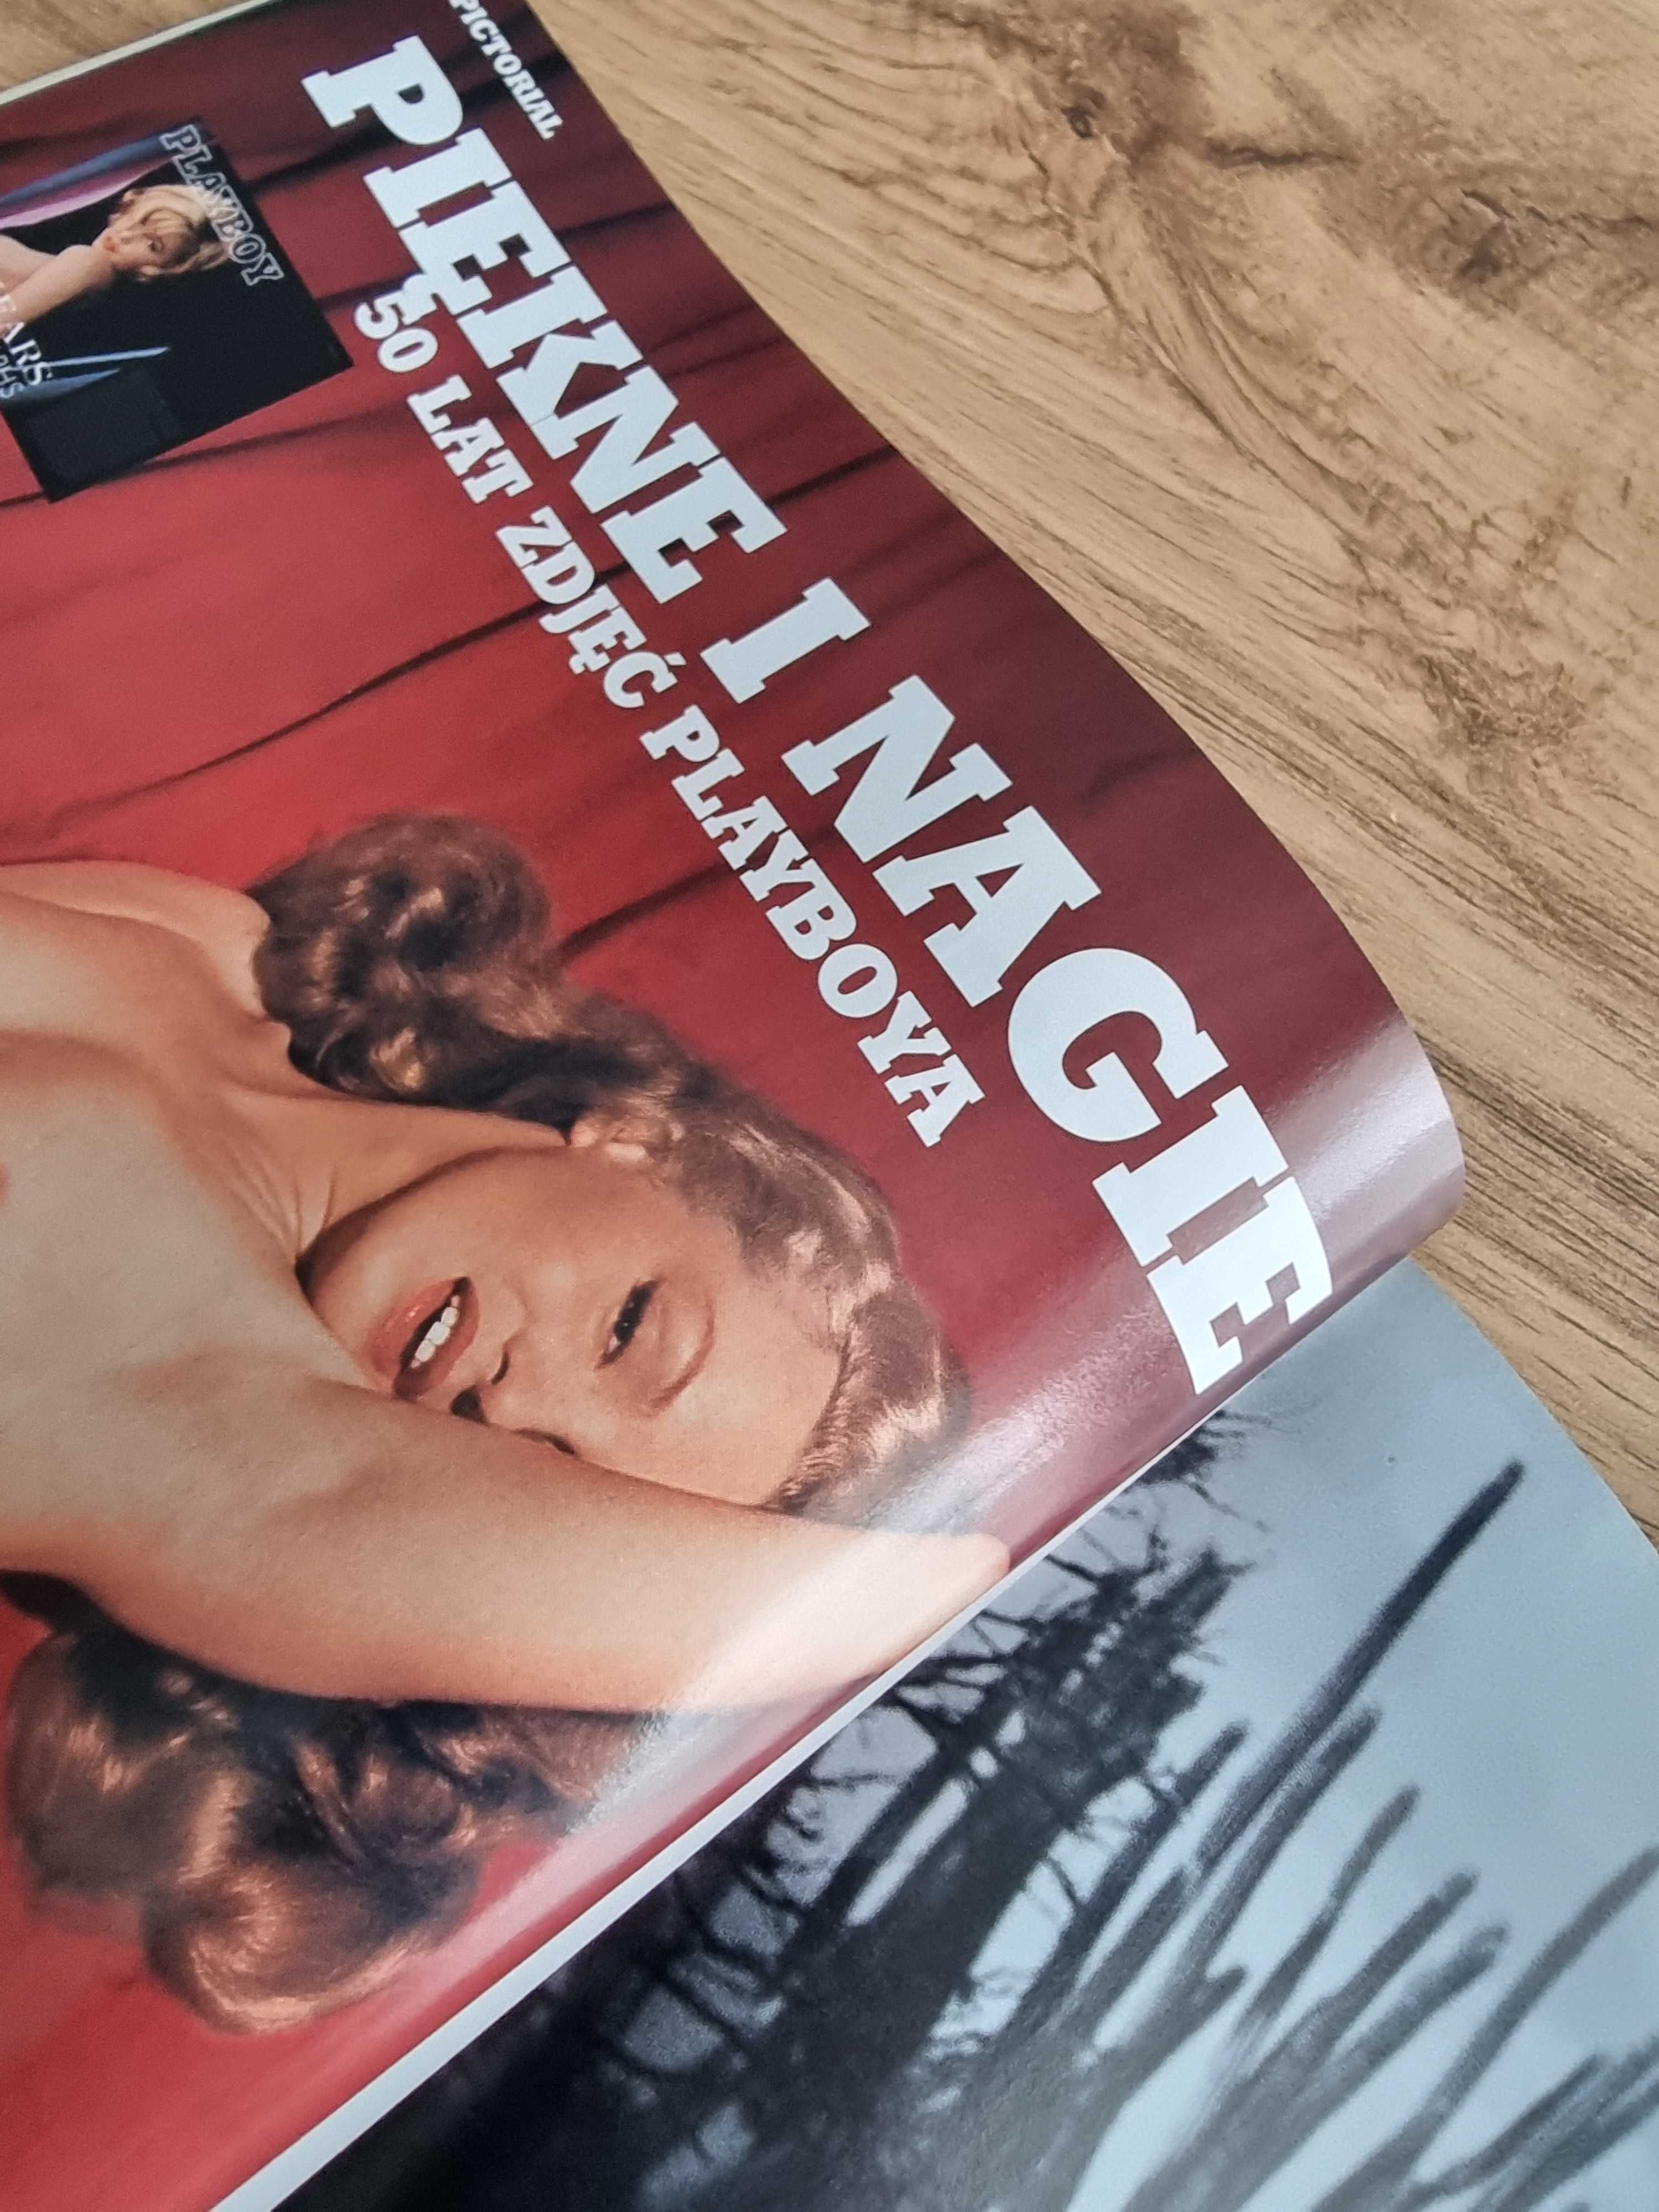 PICTORIAL
PIĘKNE I NAGIE
50 LAT ZDJĘĆ PLAYBOYA
PLAYBOY